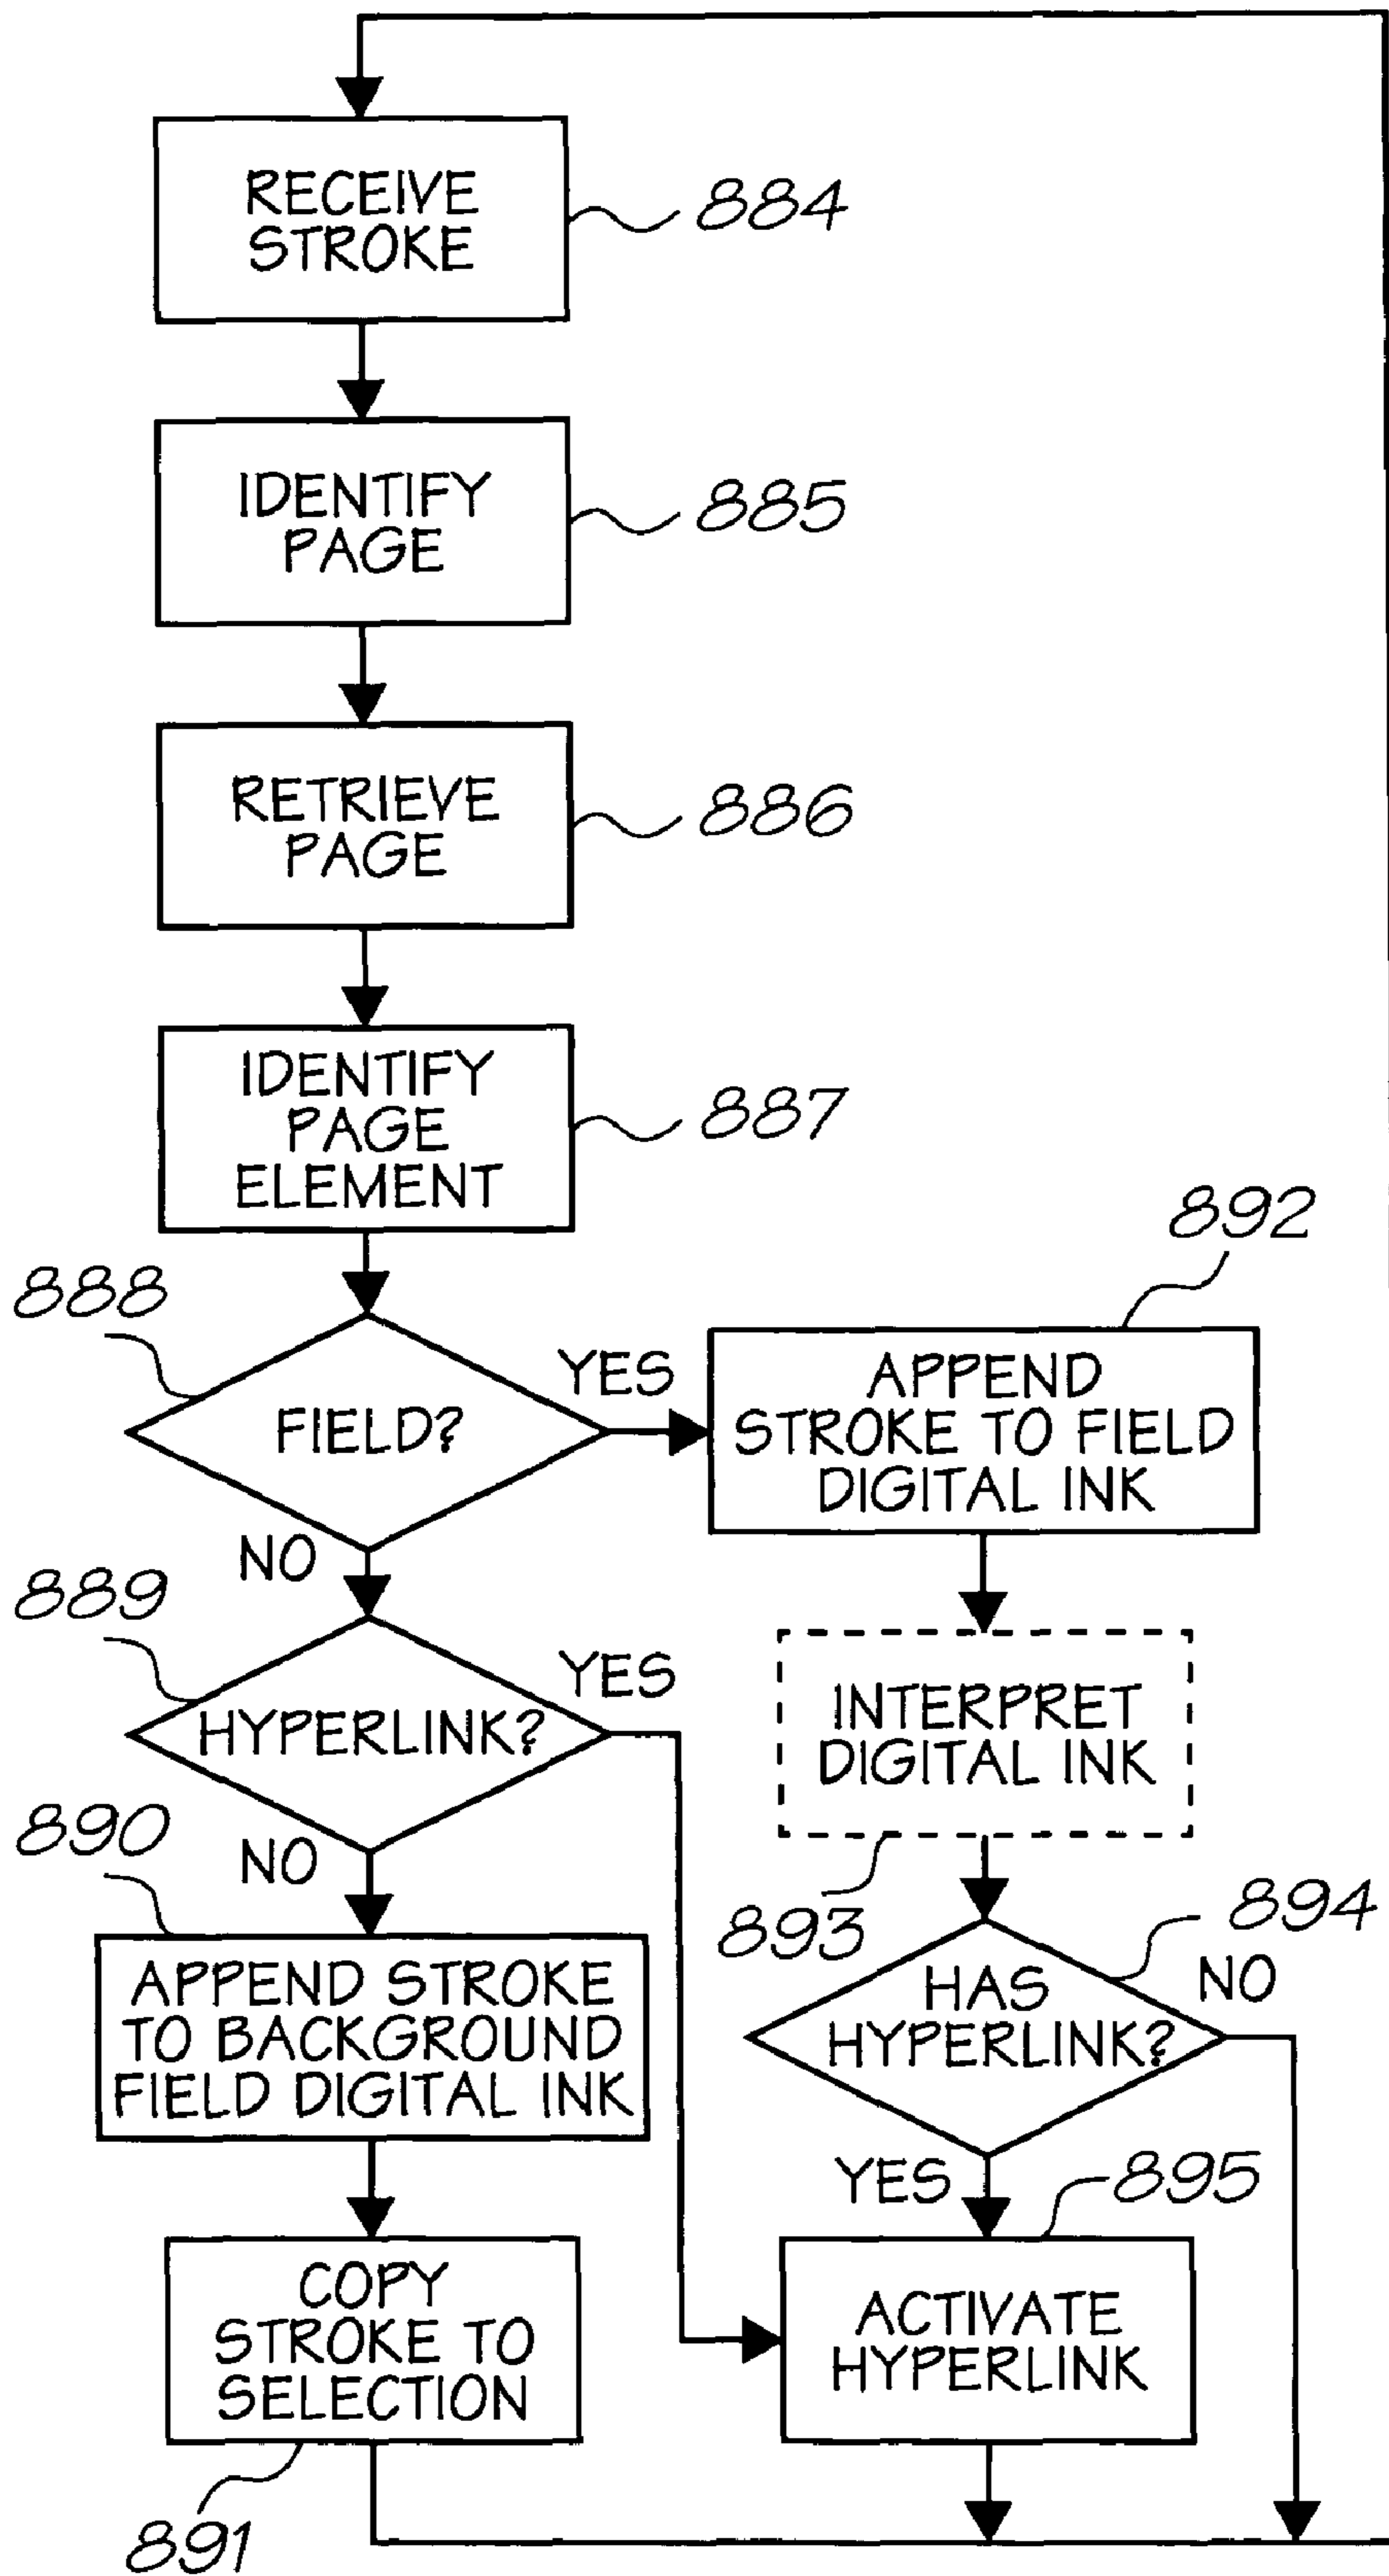 RECEIVE
STROKE
884
IDENTIFY
PAGE
885
RETRIEVE
PAGE
886
IDENTIFY
PAGE
ELEMENT
887
888
FIELD?
YES
NO
892
APPEND
STROKE TO FIELD
DIGITAL INK
889
HYPERLINK?
YES
NO
INTERPRET
DIGITAL INK
893
890
APPEND STROKE
TO BACKGROUND
FIELD DIGITAL INK
894
HAS
HYPERLINK?
NO
YES
895
COPY
STROKE TO
SELECTION
891
ACTIVATE
HYPERLINK